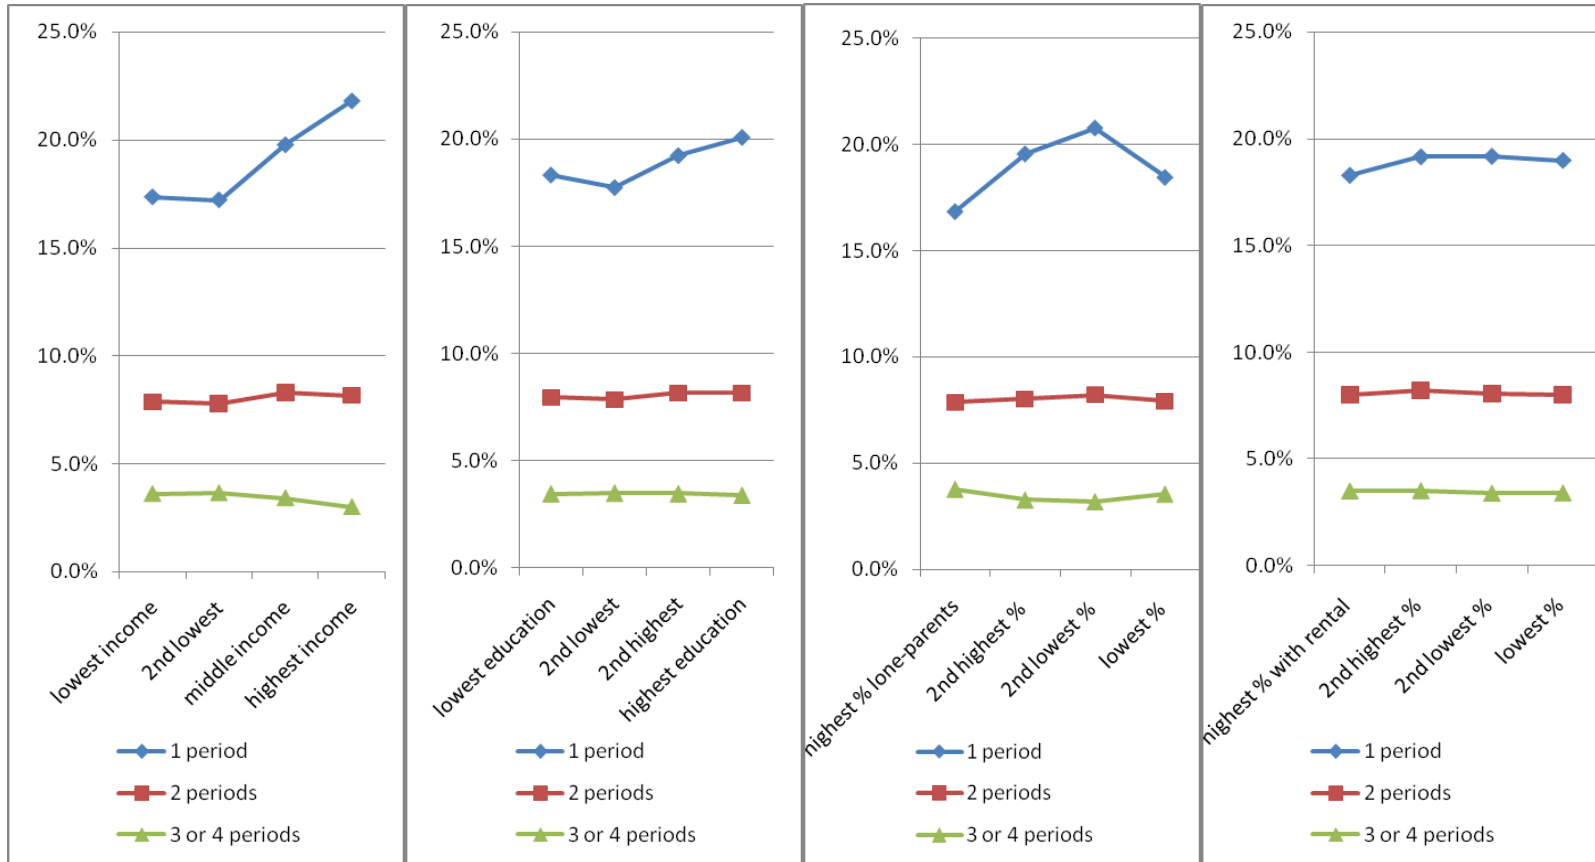 25.0%
20.0%
15.0%
10.0%
5.0%
0.0%
lowest income
2nd lowest
middle income
highest income
1 period
2 periods
3 or 4 periods
25.0%
20.0%
15.0%
10.0%
5.0%
0.0%
lowest education
2nd lowest
2nd highest
highest education
1 period
2 periods
3 or 4 periods
25.0%
20.0%
15.0%
10.0%
5.0%
0.0%
highest % lone-parents
2nd highest %
2nd lowest %
lowest %
1 period
2 periods
3 or 4 periods
25.0%
20.0%
15.0%
10.0%
5.0%
0.0%
highest % with rental
2nd highest %
2nd lowest %
lowest %
1 period
2 periods
3 or 4 periods